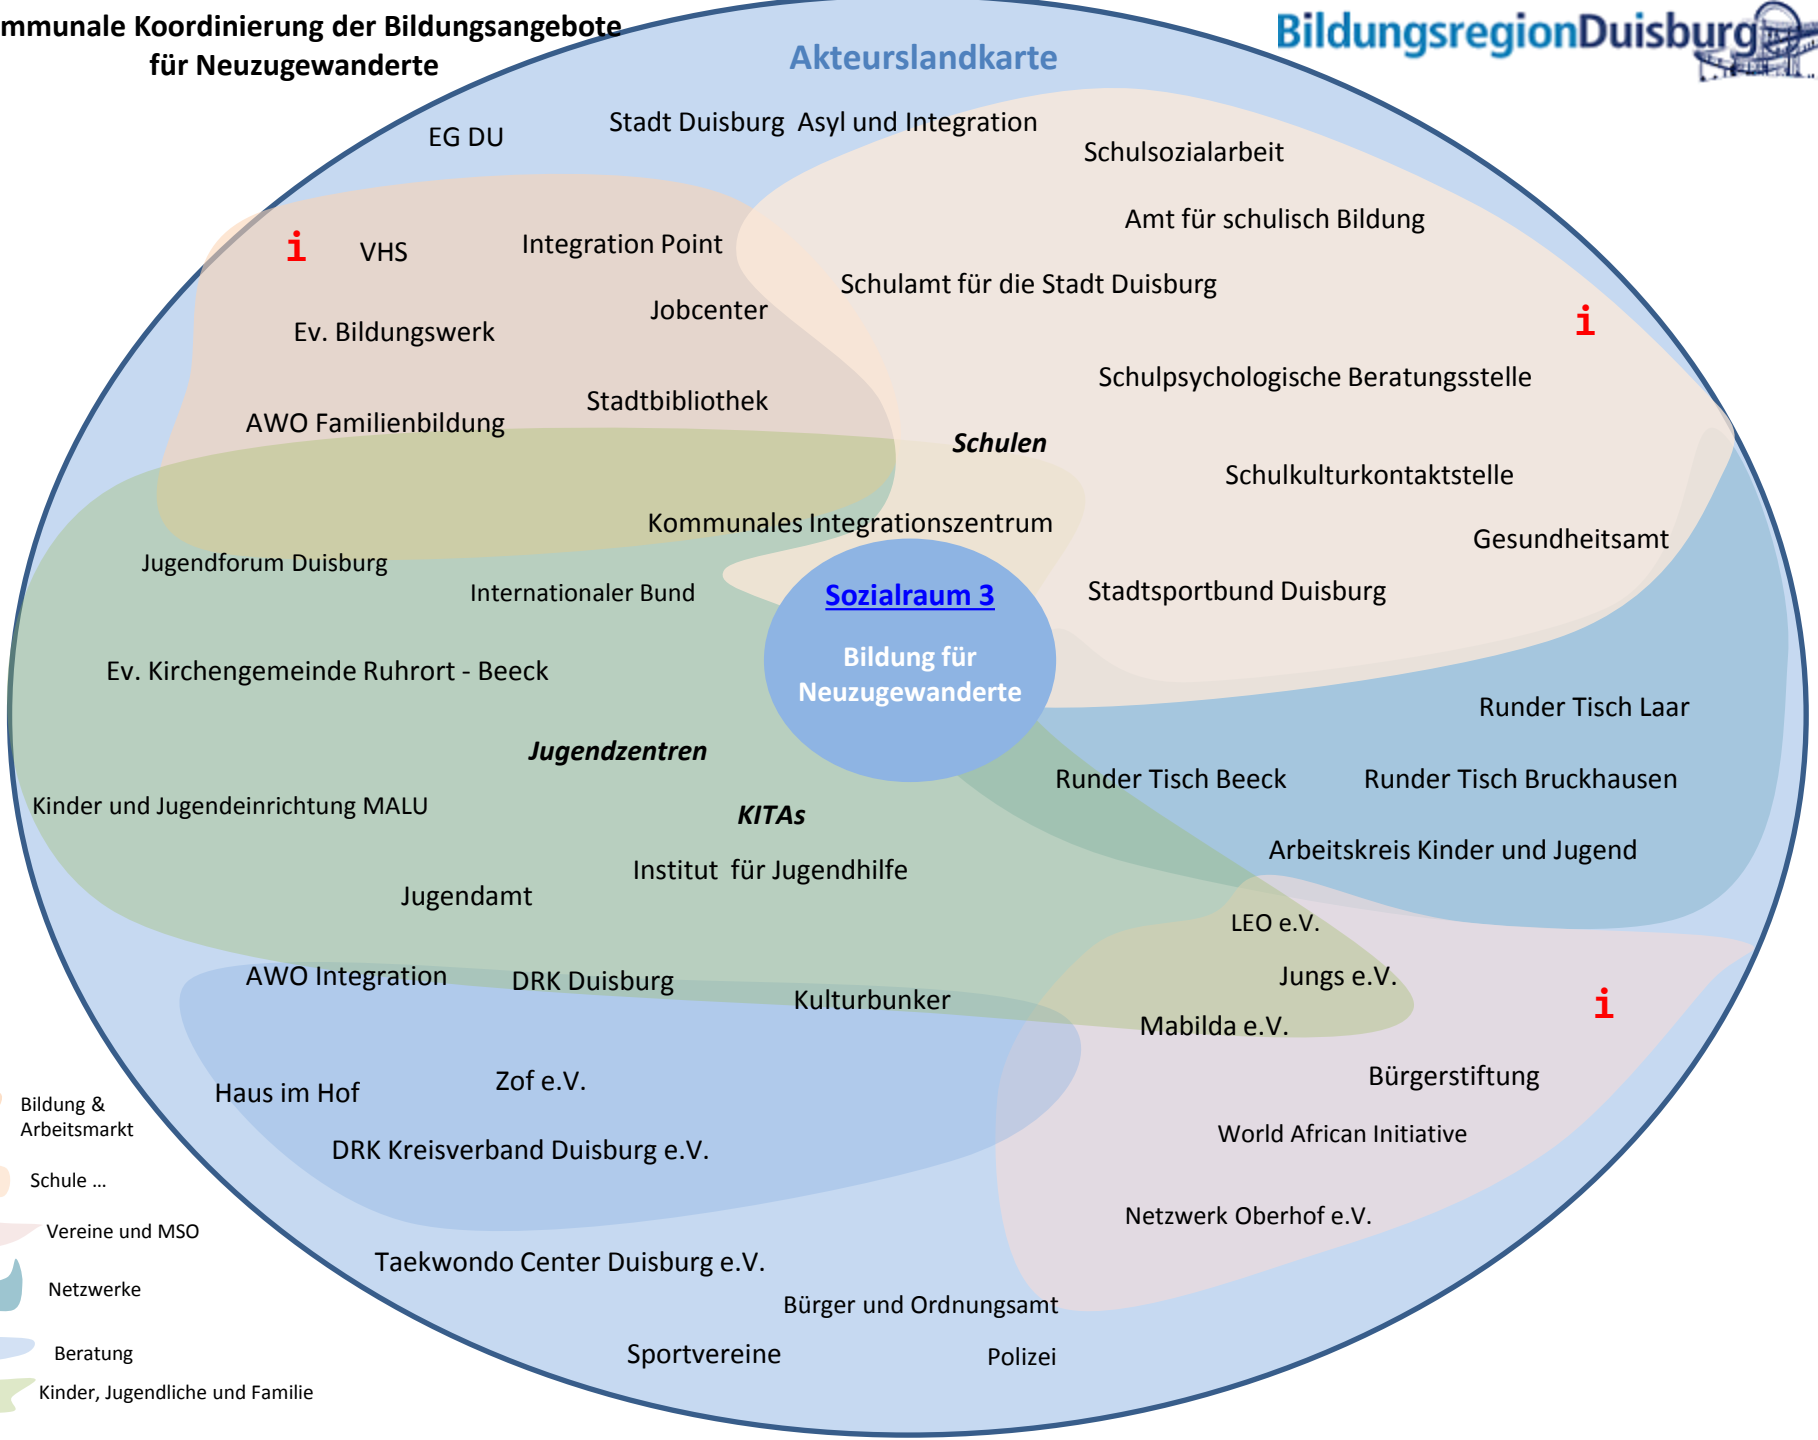 mmunale Koordinierung der Bildungsangebote
für Neuzugewanderte
Akteurslandkarte
BildungsregionDuisburg
EG DU
Stadt Duisburg Asyl und Integration
Schulsozialarbeit
Amt für schulisch Bildung
i
VHS
Integration Point
Schulamt für die Stadt Duisburg
Jobcenter
i
Ev. Bildungswerk
Schulpsychologische Beratungsstelle
Stadtbibliothek
AWO Familienbildung
Schulen
Schulkulturkontaktstelle
Kommunales Integrationszentrum
Gesundheitsamt
Jugendforum Duisburg
Internationaler Bund
Sozialraum 3
Stadtsportbund Duisburg
Bildung für
Neuzugewanderte
Ev. Kirchengemeinde Ruhrort - Beeck
Runder Tisch Laar
Jugendzentren
Runder Tisch Beeck
Runder Tisch Bruckhausen
Kinder und Jugendeinrichtung MALU
KITAs
Arbeitskreis Kinder und Jugend
Institut für Jugendhilfe
Jugendamt
LEO e.V.
AWO Integration
DRK Duisburg
Jungs e.V.
Kulturbunker
i
Mabilda e.V.
Zof e.V.
Bürgerstiftung
Haus im Hof
World African Initiative
DRK Kreisverband Duisburg e.V.
Netzwerk Oberhof e.V.
Taekwondo Center Duisburg e.V.
Bürger und Ordnungsamt
Sportvereine
Polizei
Bildung &
Arbeitsmarkt
Schule ...
Vereine und MSO
Netzwerke
Beratung
Kinder, Jugendliche und Familie